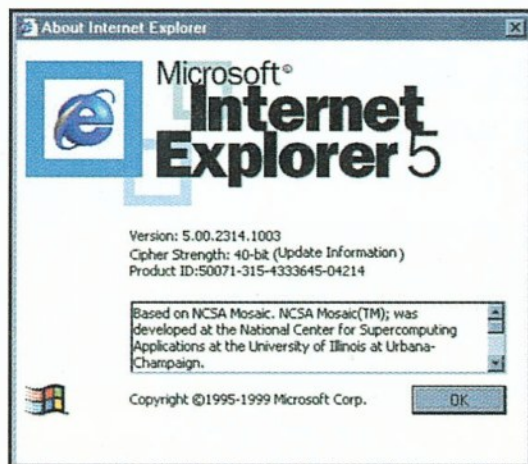 About Internet Explorer
Microsoft®
Internet
Explorer 5
Version: 5.00.2314.1003
Cipher Strength: 40-bit (Update Information )
Product ID:50071-315-4333645-04214
Based on NCSA Mosaic. NCSA Mosaic(TM); was
developed at the National Center for Supercomputing
Applications at the University of Illinois at Urbana-
Champaign.
Copyright ©1995-1999 Microsoft Corp.
OK